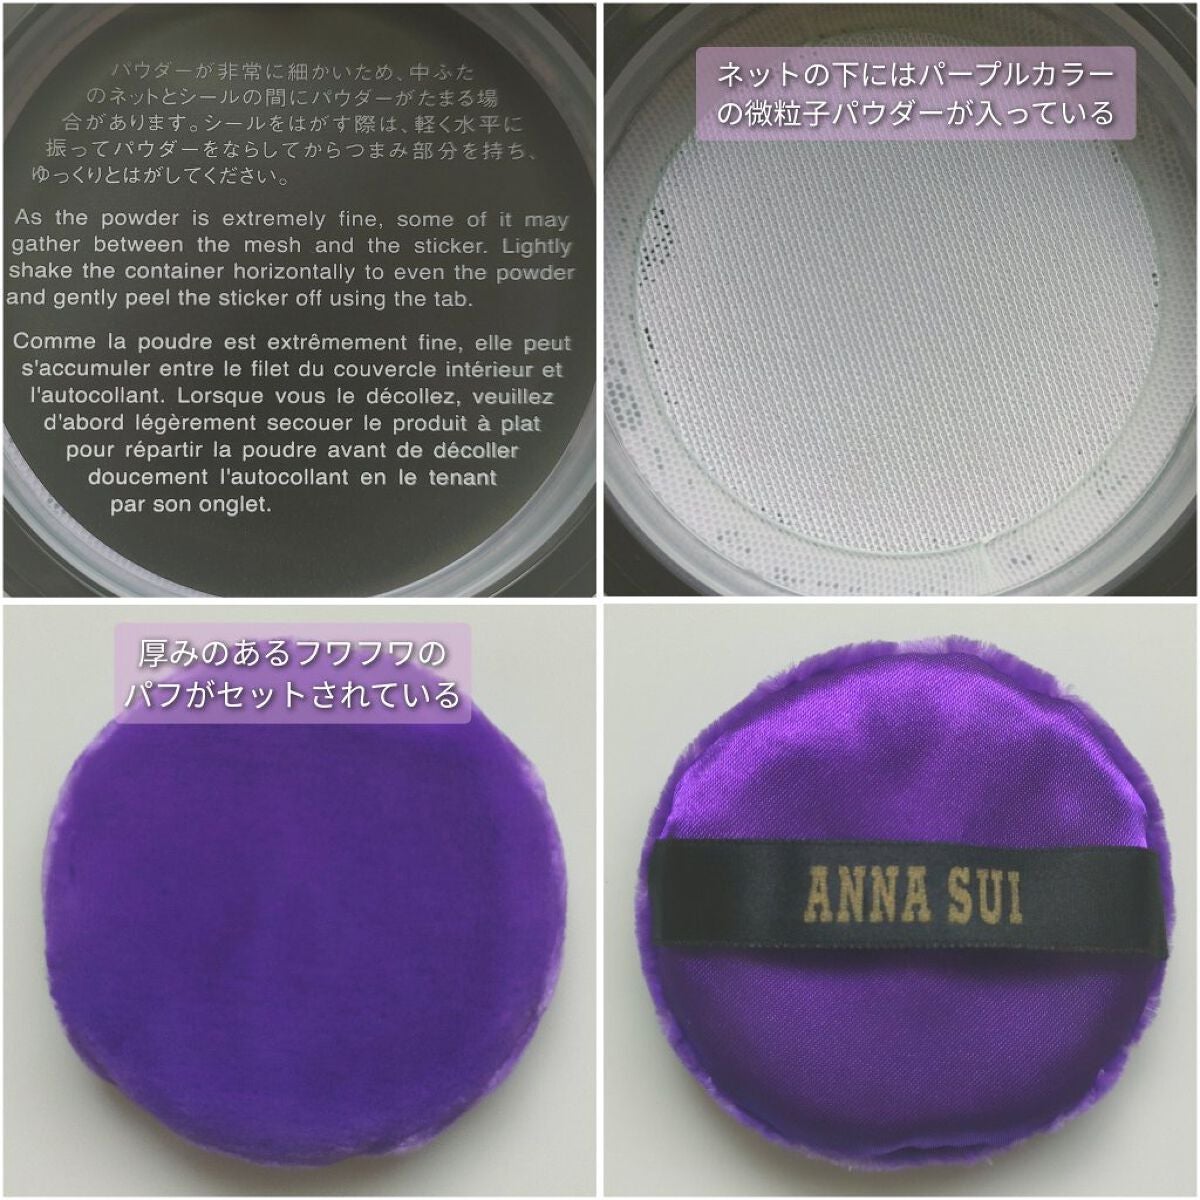 パウダーが非常に細かいため、中ふた
のネットとシールの間にパウダーがたまる場
合があります。シールをはがす際は、軽く水平に
振ってパウダーをならしてからつまみ部分を持ち、
ゆっくりとはがしてください。
As the powder is extremely fine, some of it may
gather between the mesh and the sticker. Lightly
shake the container horizontally to even the powder
and gently peel the sticker off using the tab.
Comme la poudre est extrêmement fine, elle peut
s'accumuler entre le filet du couvercle intérieur et
l'autocollant. Lorsque vous le décollez, veuillez
d'abord légèrement secouer le produit à plat
pour répartir la poudre avant de décoller
doucement l'autocollant en le tenant
par son onglet.
ネットの下にはパープルカラー
の微粒子パウダーが入っている
厚みのあるフワフワの
パフがセットされている
ANNA SUI